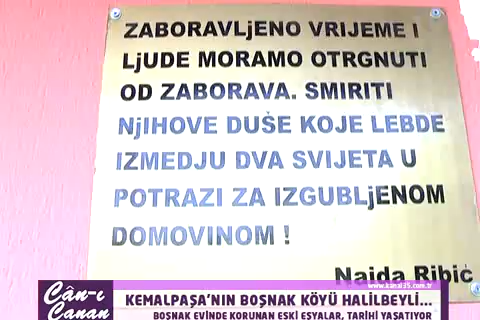 ZABORAVLjENO VRIJEME I
LjUDE MORAMO OTRGNUTI
OD ZABORAVA. SMIRITI
NjIHOVE DUŠE KOJE LEBDE
IZMEDJU DVA SVIJETA U
POTRAZI ZA IZGUBLjENOM
DOMOVINOM !
Naida Ribić
www.kanal35.com.tr
Cân-ı
Canan
KEMALPAŞA'NIN BOŞNAK KÖYÜ HALİLBEYLİ...
BOŞNAK EVİNDE KORUNAN ESKİ EŞYALAR, TARİHİ YAŞATIYOR